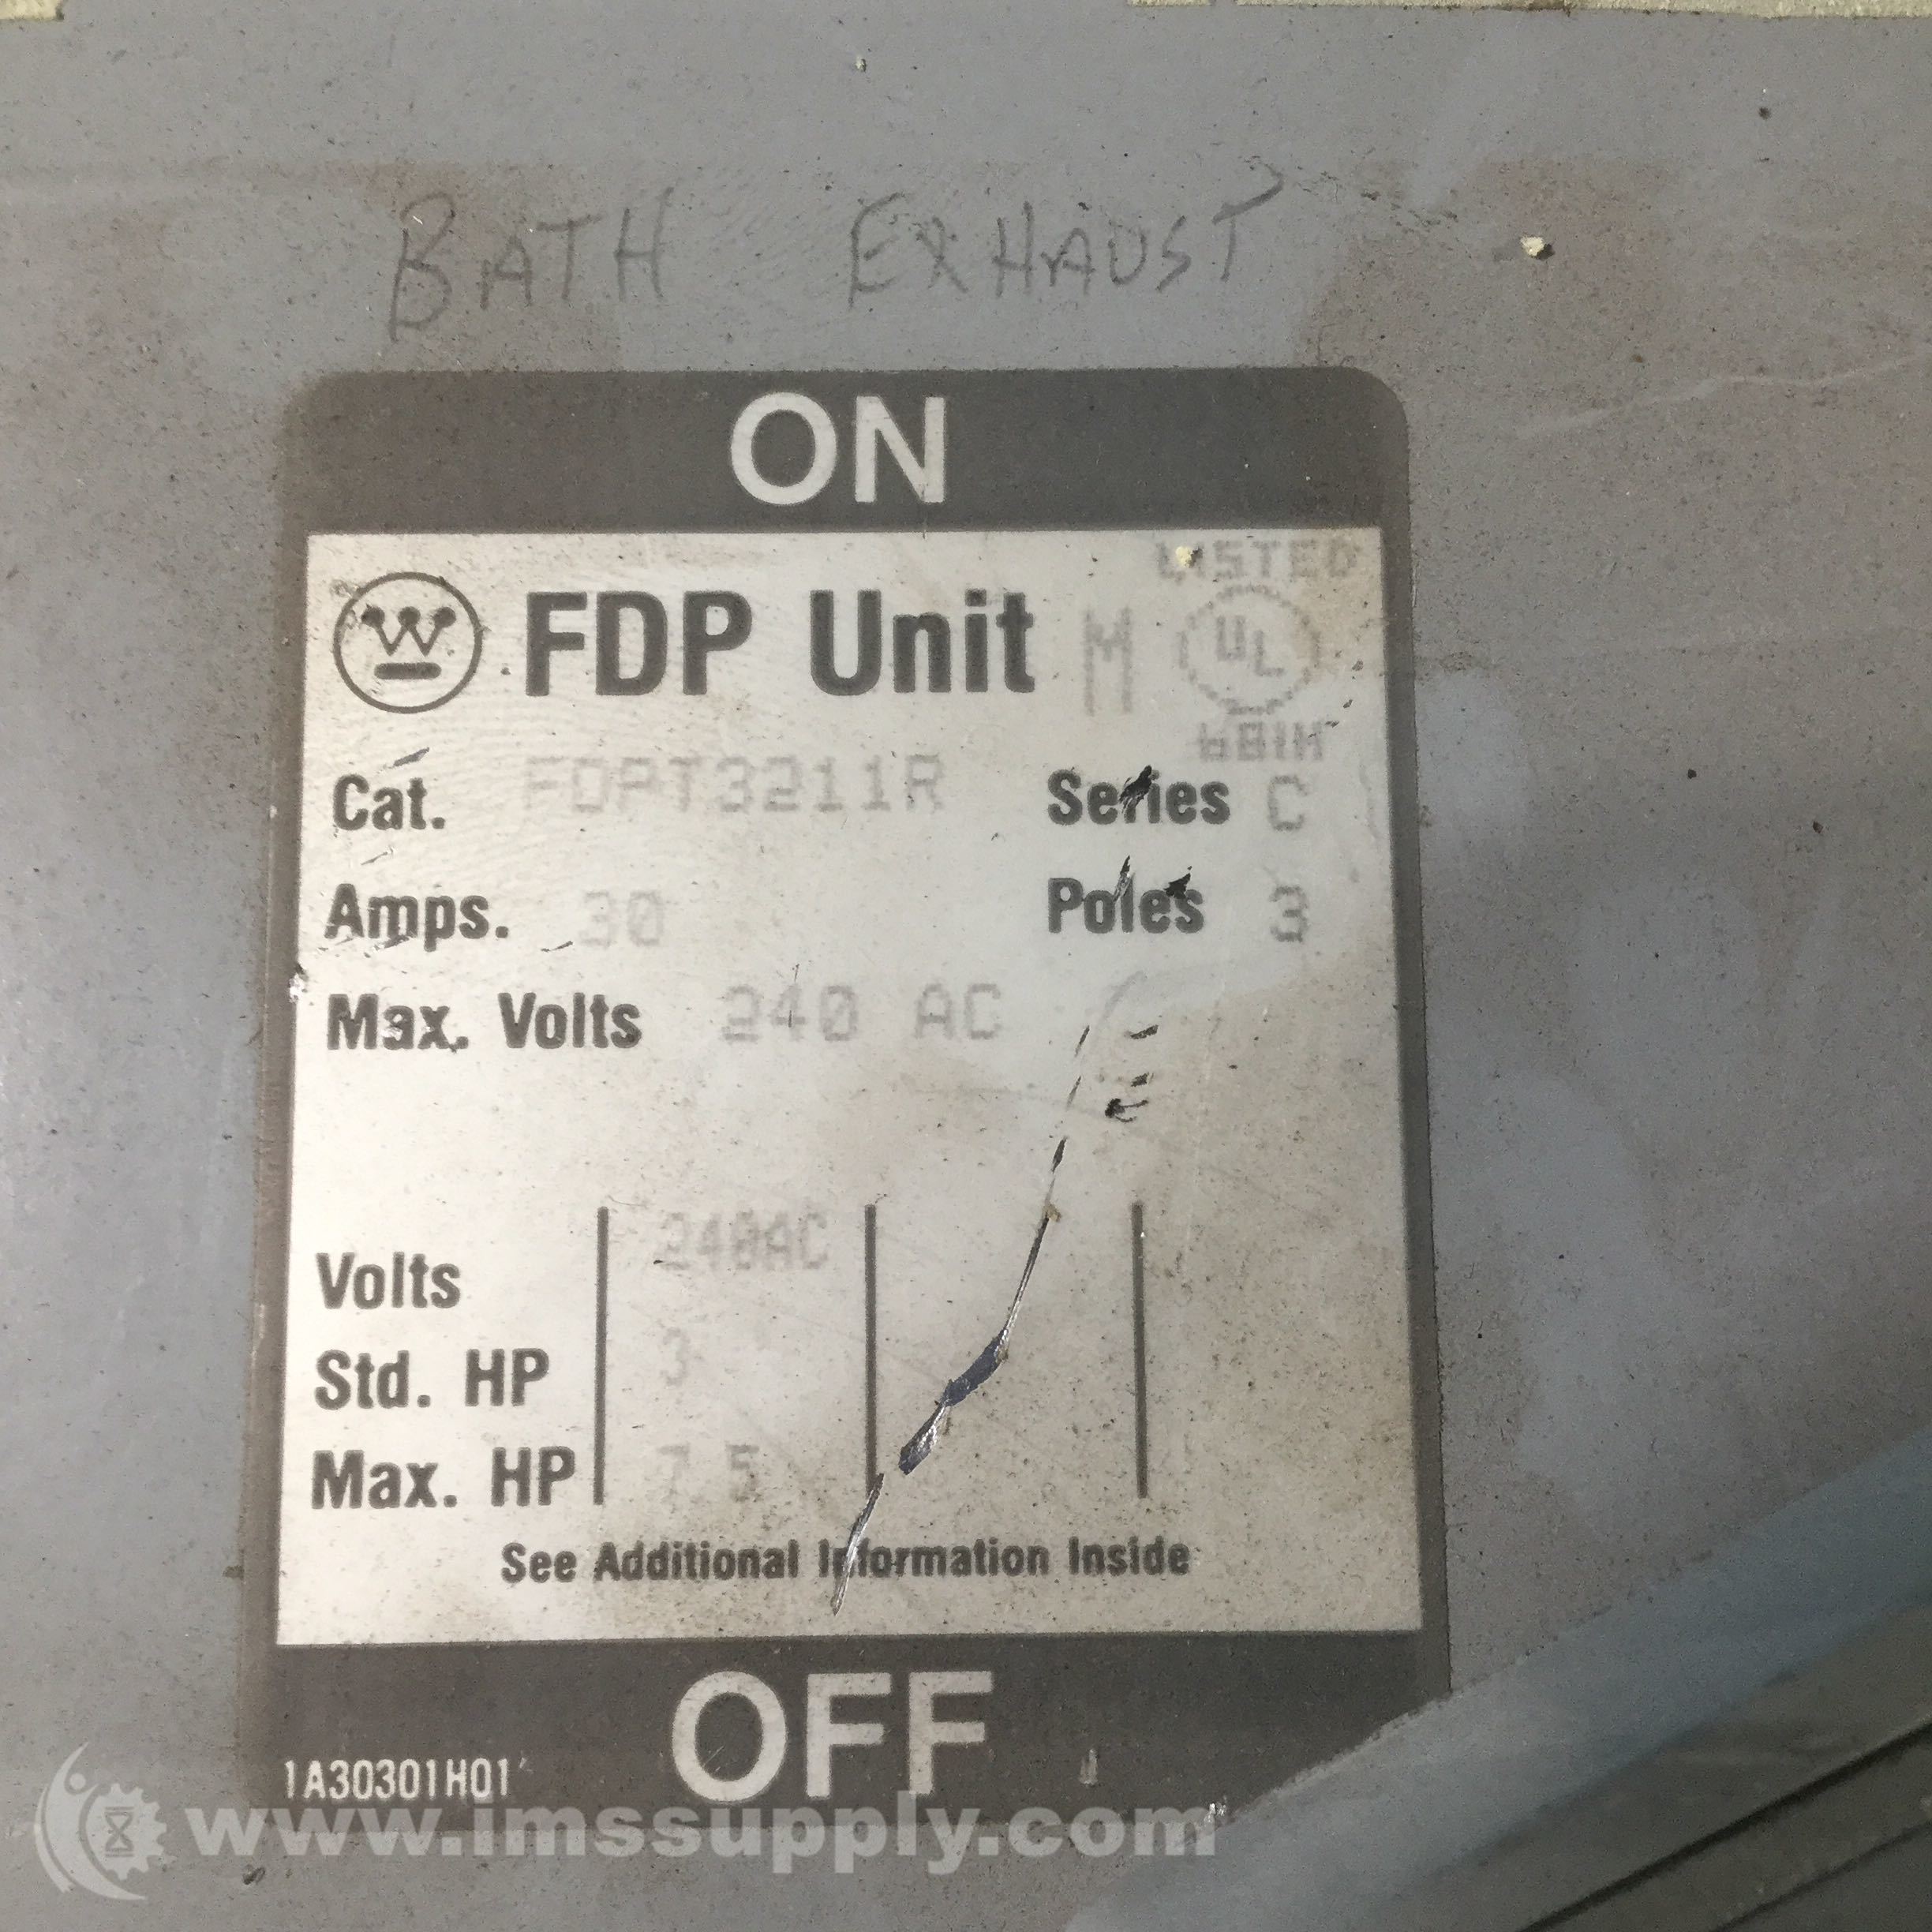 BATH EXHAUST
ON
LISTED
W FDP Unit M UL
Cat. FDPT3211R Series C
Amps. 30 Poles 3
Max. Volts 240 AC
Volts 240AC
Std. HP 3
Max. HP 7.5
See Additional Information Inside
OFF
1A30301H01
www.imssupply.com